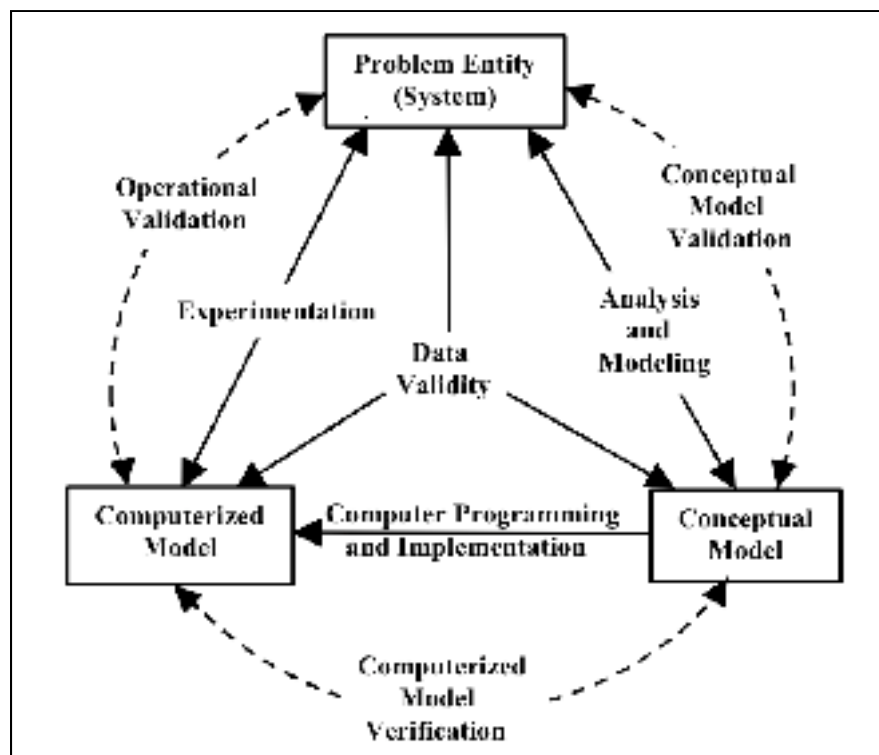 Problem Entity
(System)
Operational
Validation
Conceptual
Model
Validation
Experimentation
Analysis
and
Modeling
Data
Validity
Computerized
Model
Computer Programming
and Implementation
Conceptual
Model
Computerized
Model
Verification